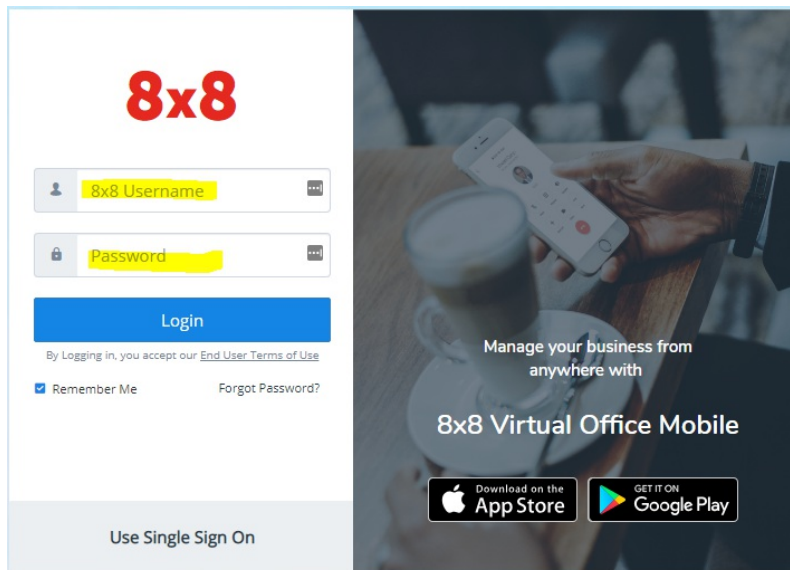 8x8
8x8 Username
Password
Login
By Logging in, you accept our End User Terms of Use
Remember Me
Forgot Password?
Use Single Sign On
Manage your business from
anywhere with
8x8 Virtual Office Mobile
Download on the
App Store
GET IT ON
Google Play